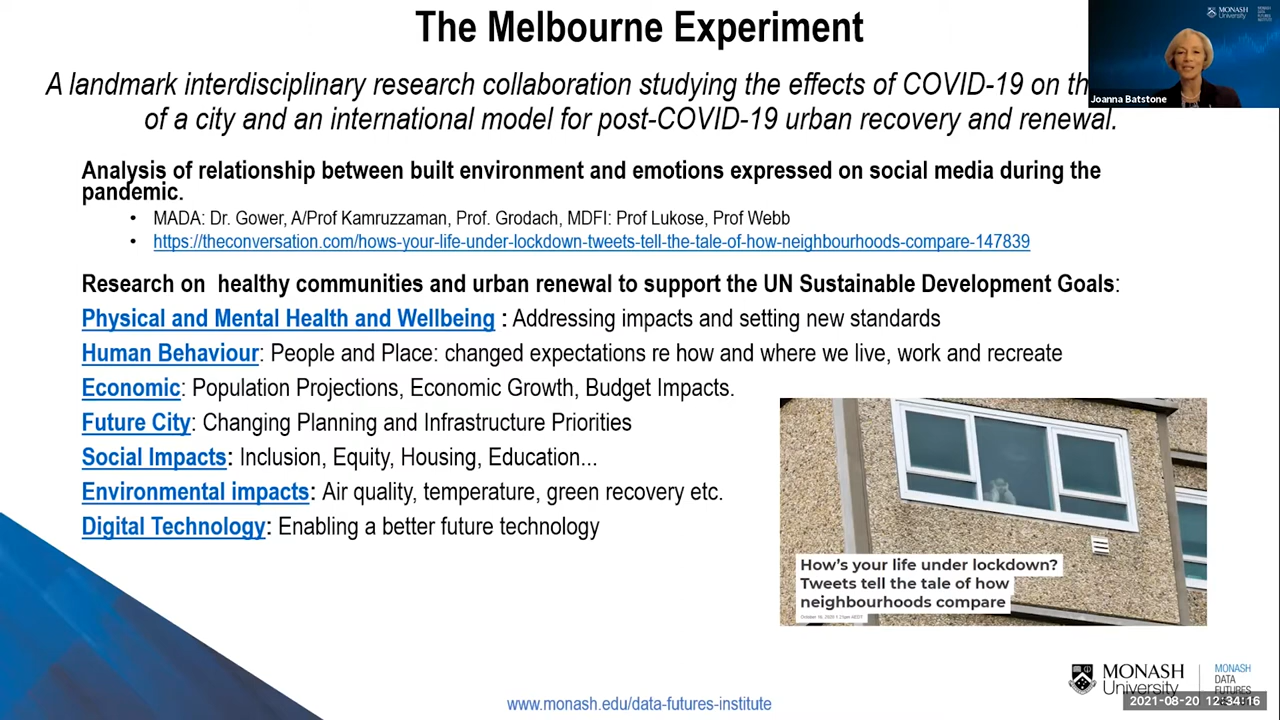 The Melbourne Experiment
A landmark interdisciplinary research collaboration studying the effects of COVID-19 on th
of a city and an international model for post-COVID-19 urban recovery and renewal.
MONASH
University
MONASH
DATA
FUTURES
INSTITUTE
Joanna Batstone
Analysis of relationship between built environment and emotions expressed on social media during the
pandemic.
• MADA: Dr. Gower, A/Prof Kamruzzaman, Prof. Grodach, MDFI: Prof Lukose, Prof Webb
• https://theconversation.com/hows-your-life-under-lockdown-tweets-tell-the-tale-of-how-neighbourhoods-compare-147839
Research on healthy communities and urban renewal to support the UN Sustainable Development Goals:
Physical and Mental Health and Wellbeing : Addressing impacts and setting new standards
Human Behaviour: People and Place: changed expectations re how and where we live, work and recreate
Economic: Population Projections, Economic Growth, Budget Impacts.
Future City: Changing Planning and Infrastructure Priorities
Social Impacts: Inclusion, Equity, Housing, Education...
Environmental impacts: Air quality, temperature, green recovery etc.
Digital Technology: Enabling a better future technology
How's your life under lockdown?
Tweets tell the tale of how
neighbourhoods compare
www.monash.edu/data-futures-institute
MONASH
University
MONASH
DATA
FUTURES
2021-08-20 12:34:16